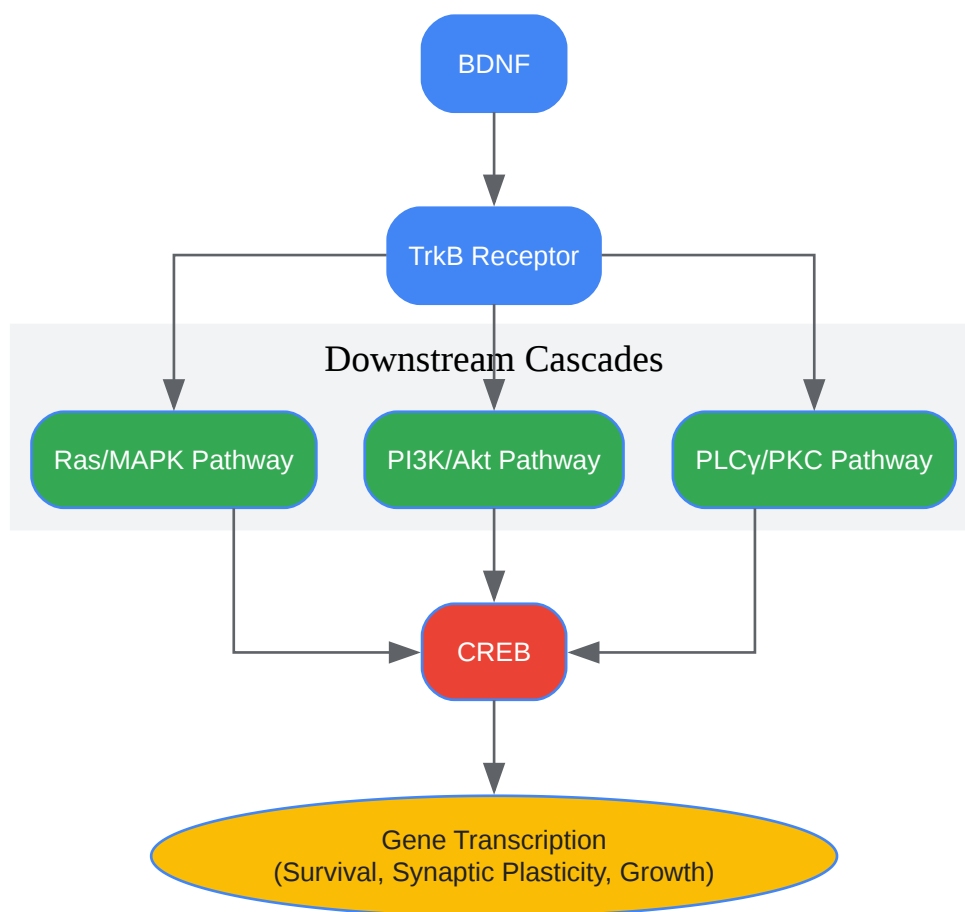 BDNF
TrkB Receptor
Downstream Cascades
Ras/MAPK Pathway
PI3K/Akt Pathway
PLCγ/PKC Pathway
CREB
Gene Transcription
(Survival, Synaptic Plasticity, Growth)